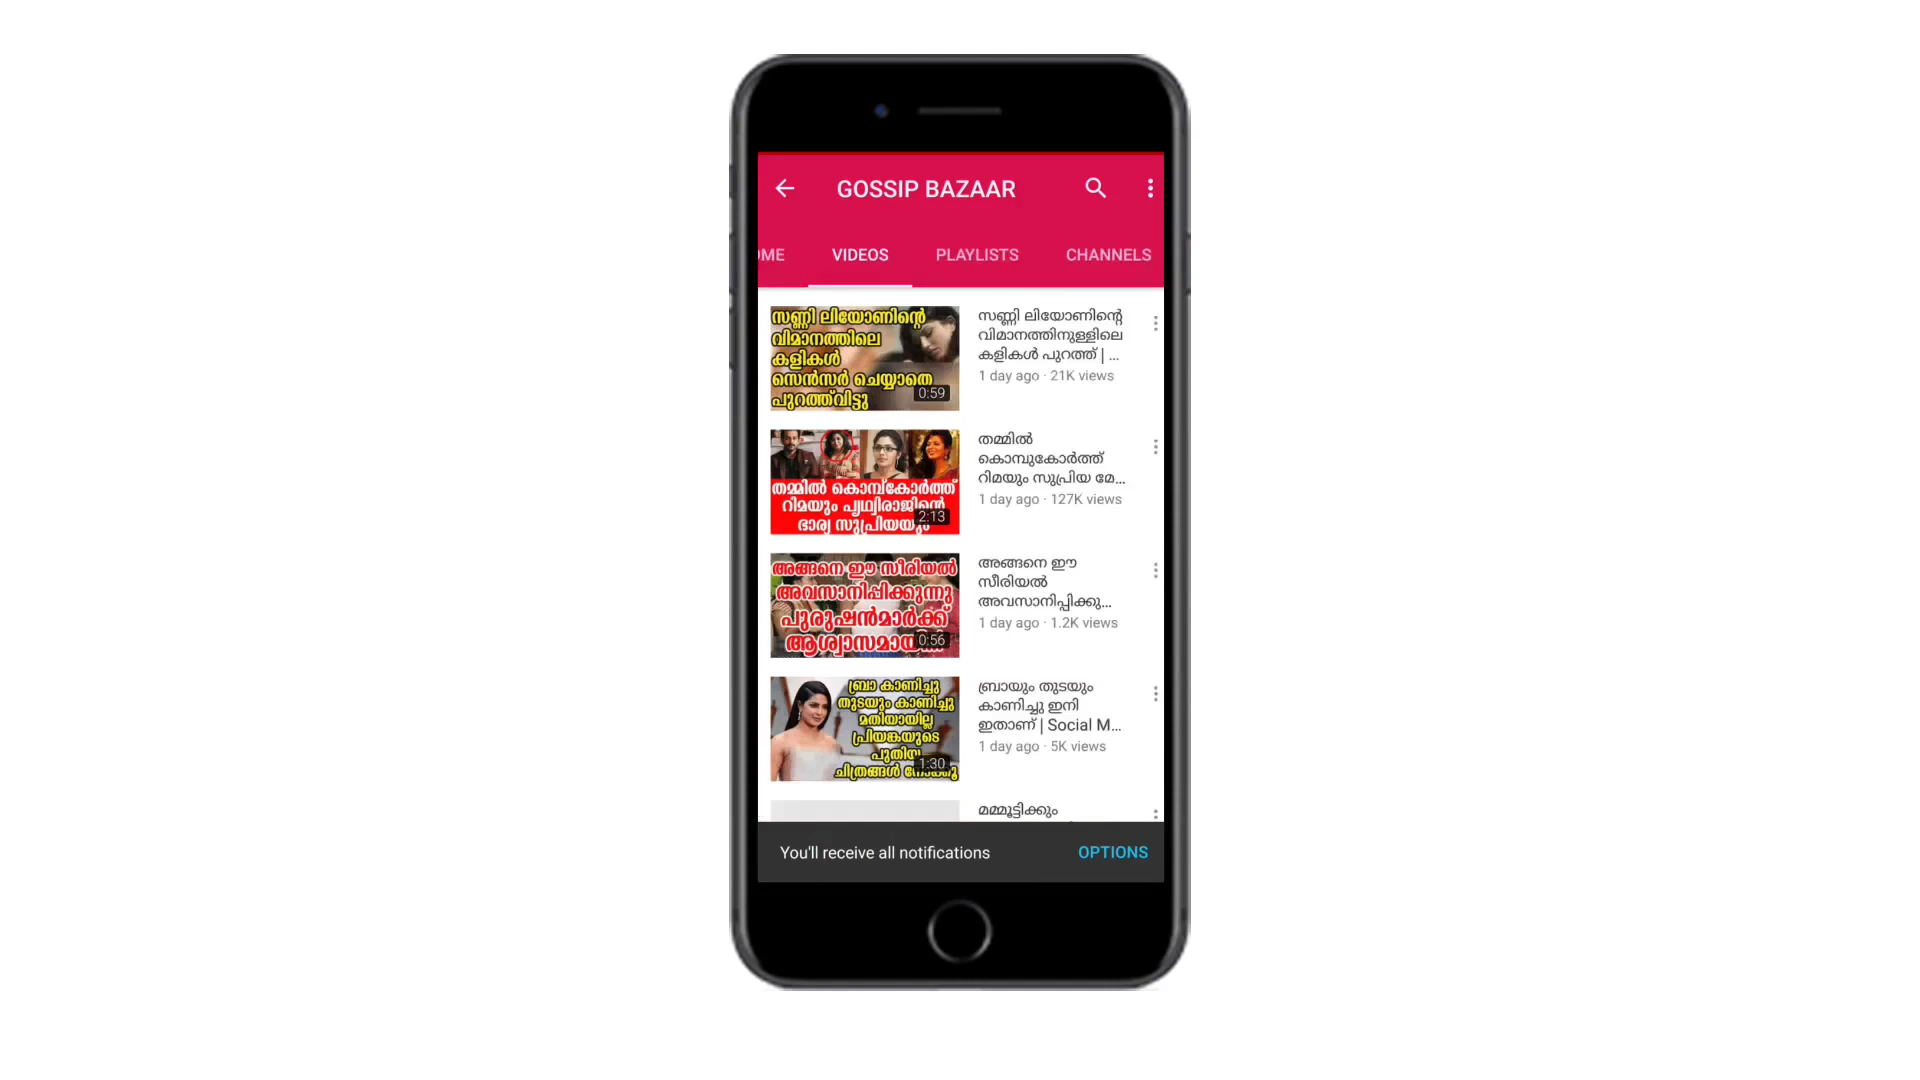 GOSSIP BAZAAR
OME
VIDEOS
PLAYLISTS
CHANNELS
സണ്ണി ലിയോണിന്റെ
വിമാനത്തിലെ
കളികൾ
സെൻസർ ചെയ്യാതെ
പുറത്ത്‌വിട്ടു
0:59
സണ്ണി ലിയോണിന്റെ
വിമാനത്തിനുള്ളിലെ
കളികൾ പുറത്ത് | ...
1 day ago · 21K views
തമ്മിൽ കൊമ്പ്കോർത്ത്
റിമയും പൃഥ്വിരാജിന്റെ
ഭാര്യ സുപ്രിയയും
2:13
തമ്മിൽ
കൊമ്പുകോർത്ത്
റിമയും സുപ്രിയ മേ...
1 day ago · 127K views
അങ്ങനെ ഈ സീരിയൽ
അവസാനിപ്പിക്കുന്നു
പുരുഷൻമാർക്ക്
0:56
അങ്ങനെ ഈ
സീരിയൽ
അവസാനിപ്പിക്കു...
1 day ago · 1.2K views
ബ്രാ കാണിച്ചു
തുടയും കാണിച്ചു
മതിയായില്ല
പ്രിയങ്കയുടെ
പുതിയ
ചിത്രങ്ങൾ നോക്കൂ
1:30
ബ്രായും തുടയും
കാണിച്ചു ഇനി
ഇതാണ് | Social M...
1 day ago · 5K views
മമ്മൂട്ടിക്കും
You'll receive all notifications
OPTIONS